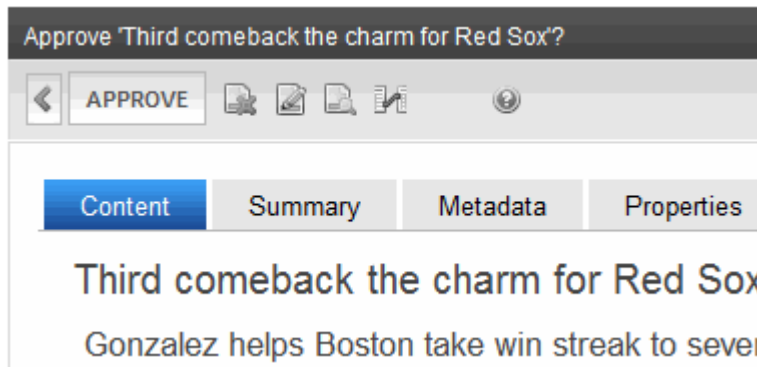 Approve 'Third comeback the charm for Red Sox'?
APPROVE
Content Summary Metadata Properties
Third comeback the charm for Red Sox
Gonzalez helps Boston take win streak to